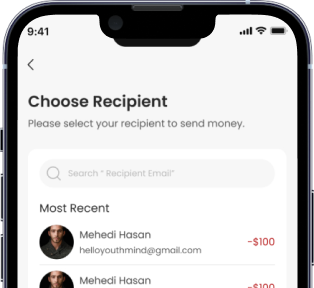 9:41
Choose Recipient
Please select your recipient to send money.
Search “ Recipient Email”
Most Recent
Mehedi Hasan
helloyouthmind@gmail.com
-$100
Mehedi Hasan
-$100